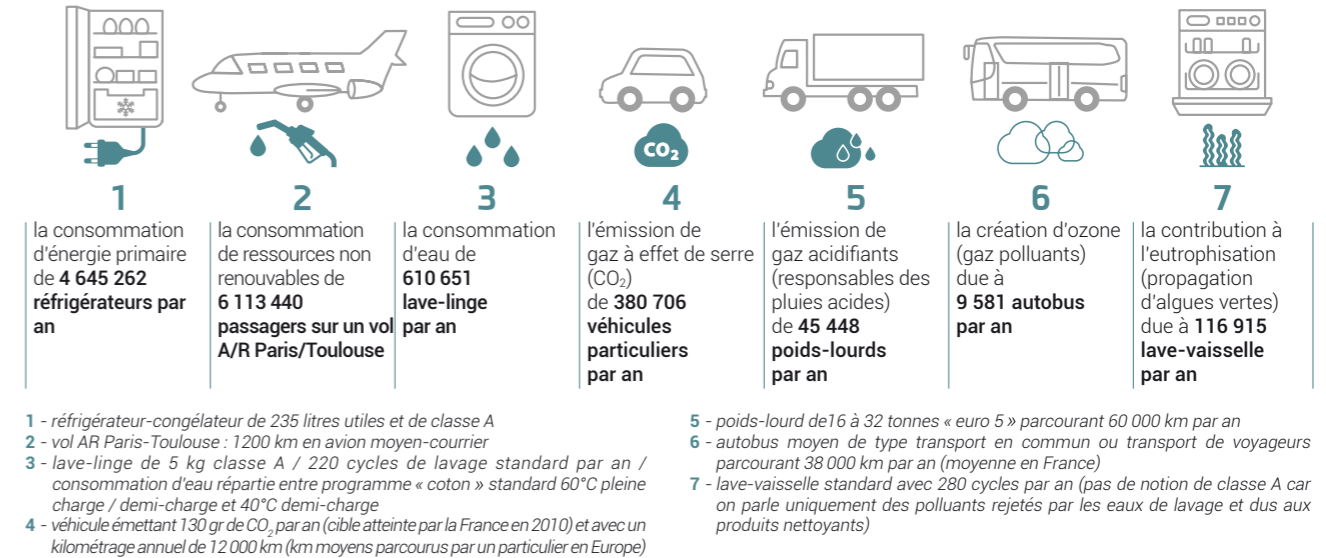 CO₂
1
la consommation
d'énergie primaire
de 4 645 262
réfrigérateurs par
an
2
la consommation
de ressources non
renouvables de
6 113 440
passagers sur un vol
A/R Paris/Toulouse
3
la consommation
d'eau de
610 651
lave-linge
par an
4
l'émission de
gaz à effet de serre
(CO₂)
de 380 706
véhicules
particuliers
par an
5
l'émission de
gaz acidifiants
(responsables des
pluies acides)
de 45 448
poids-lourds
par an
6
la création d'ozone
(gaz polluants)
due à
9 581 autobus
par an
7
la contribution à
l'eutrophisation
(propagation
d'algues vertes)
due à 116 915
lave-vaisselle
par an
1 - réfrigérateur-congélateur de 235 litres utiles et de classe A
2 - vol AR Paris-Toulouse : 1200 km en avion moyen-courrier
3 - lave-linge de 5 kg classe A / 220 cycles de lavage standard par an /
consommation d'eau répartie entre programme « coton » standard 60°C pleine
charge / demi-charge et 40°C demi-charge
4 - véhicule émettant 130 gr de CO₂ par an (cible atteinte par la France en 2010) et avec un
kilométrage annuel de 12 000 km (km moyens parcourus par un particulier en Europe)
5 - poids-lourd de16 à 32 tonnes « euro 5 » parcourant 60 000 km par an
6 - autobus moyen de type transport en commun ou transport de voyageurs
parcourant 38 000 km par an (moyenne en France)
7 - lave-vaisselle standard avec 280 cycles par an (pas de notion de classe A car
on parle uniquement des polluants rejetés par les eaux de lavage et dus aux
produits nettoyants)